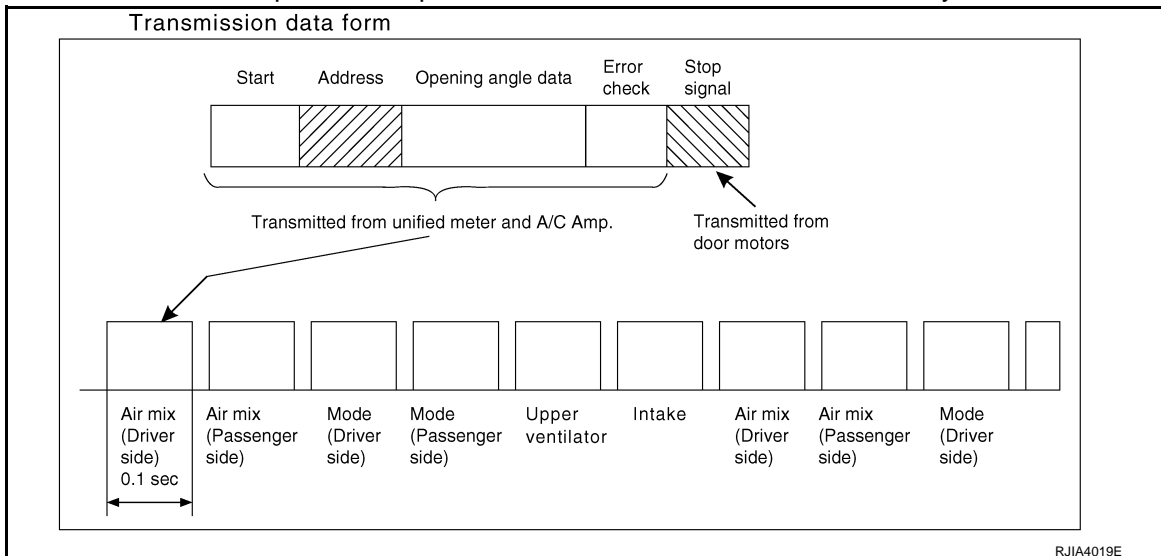 Transmission data form
Start
Address
Opening angle data
Error
check
Stop
signal
Transmitted from unified meter and A/C Amp.
Transmitted from
door motors
Air mix
(Driver
side)
0.1 sec
Air mix
(Passenger
side)
Mode
(Driver
side)
Mode
(Passenger
side)
Upper
ventilator
Intake
Air mix
(Driver
side)
Air mix
(Passenger
side)
Mode
(Driver
side)
RJIA4019E